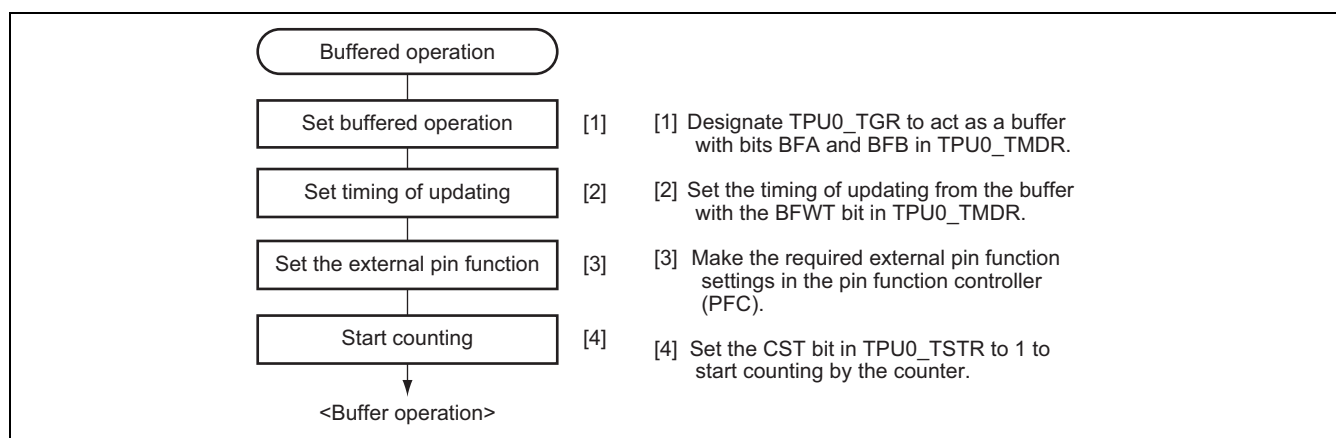 Buffered operation
Set buffered operation [1]
Set timing of updating [2]
Set the external pin function [3]
Start counting [4]
<Buffer operation>
[1] Designate TPU0_TGR to act as a buffer
with bits BFA and BFB in TPU0_TMDR.
[2] Set the timing of updating from the buffer
with the BFWT bit in TPU0_TMDR.
[3] Make the required external pin function
settings in the pin function controller
(PFC).
[4] Set the CST bit in TPU0_TSTR to 1 to
start counting by the counter.